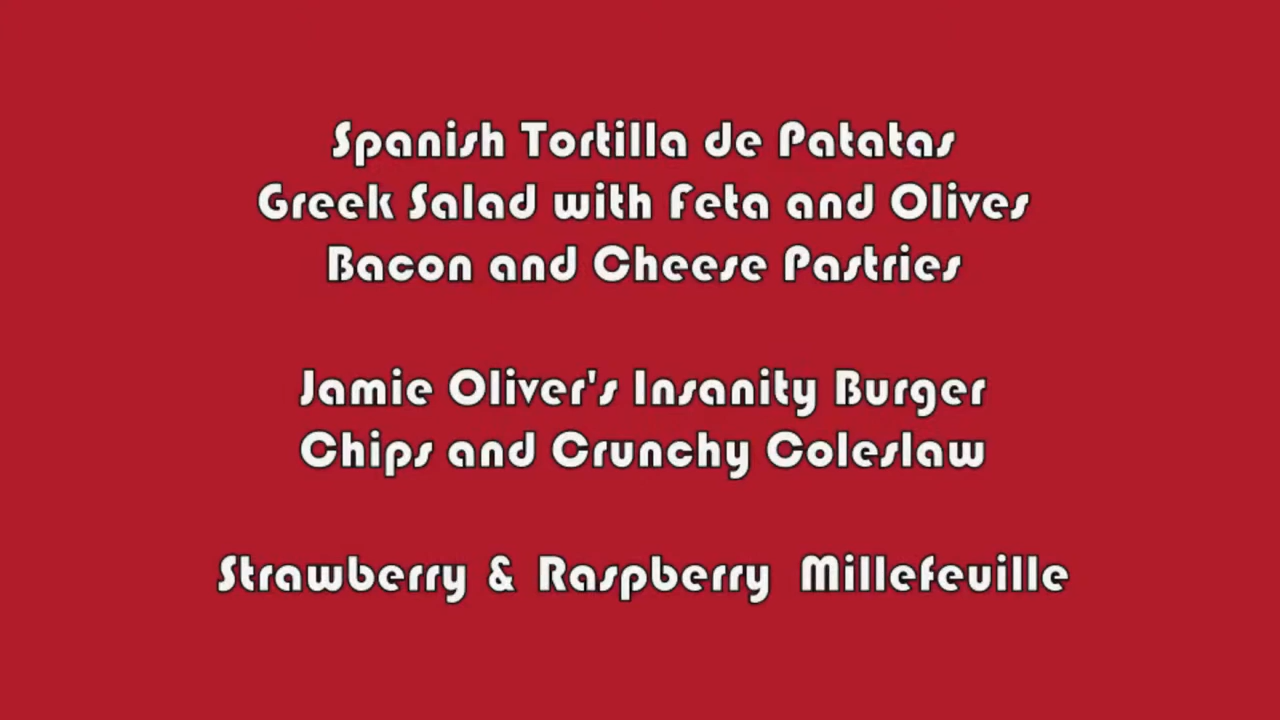 Spanish Tortilla de Patatas
Greek Salad with Feta and Olives
Bacon and Cheese Pastries
Jamie Oliver's Insanity Burger
Chips and Crunchy Coleslaw
Strawberry & Raspberry Millefeuille